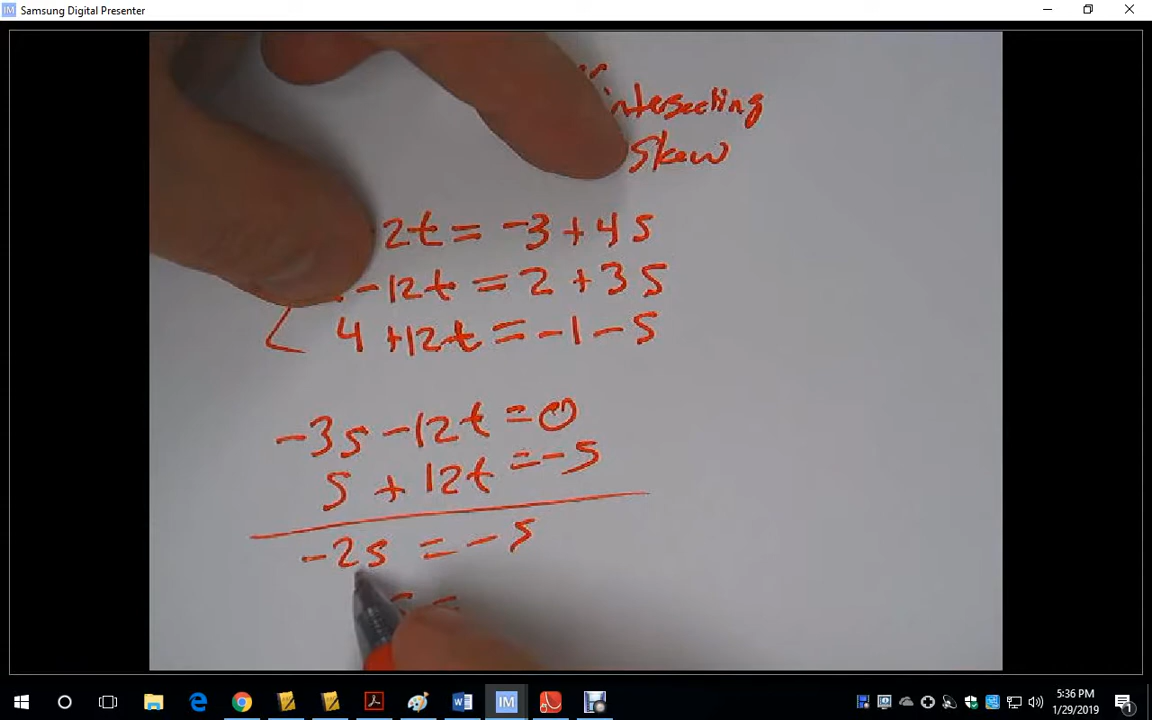 Samsung Digital Presenter
intersecting
skew
2t = -3 + 4s
-12t = 2 + 3s
4 + 12t = -1 - s
-3s - 12t = 0
s + 12t = -5
-2s = -5
5:36 PM
1/29/2019